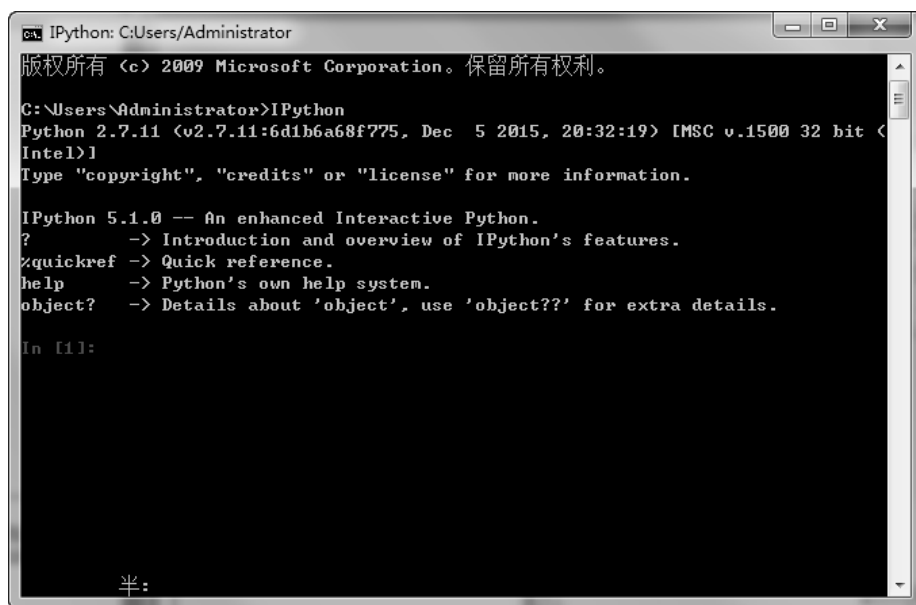 IPython: C:Users/Administrator
版权所有 (c) 2009 Microsoft Corporation。保留所有权利。
C:\Users\Administrator>IPython
Python 2.7.11 (v2.7.11:6d1b6a68f775, Dec  5 2015, 20:32:19) [MSC v.1500 32 bit (
Intel)]
Type "copyright", "credits" or "license" for more information.
IPython 5.1.0 -- An enhanced Interactive Python.
?         -> Introduction and overview of IPython's features.
%quickref -> Quick reference.
help      -> Python's own help system.
object?   -> Details about 'object', use 'object??' for extra details.
In [1]:
半: